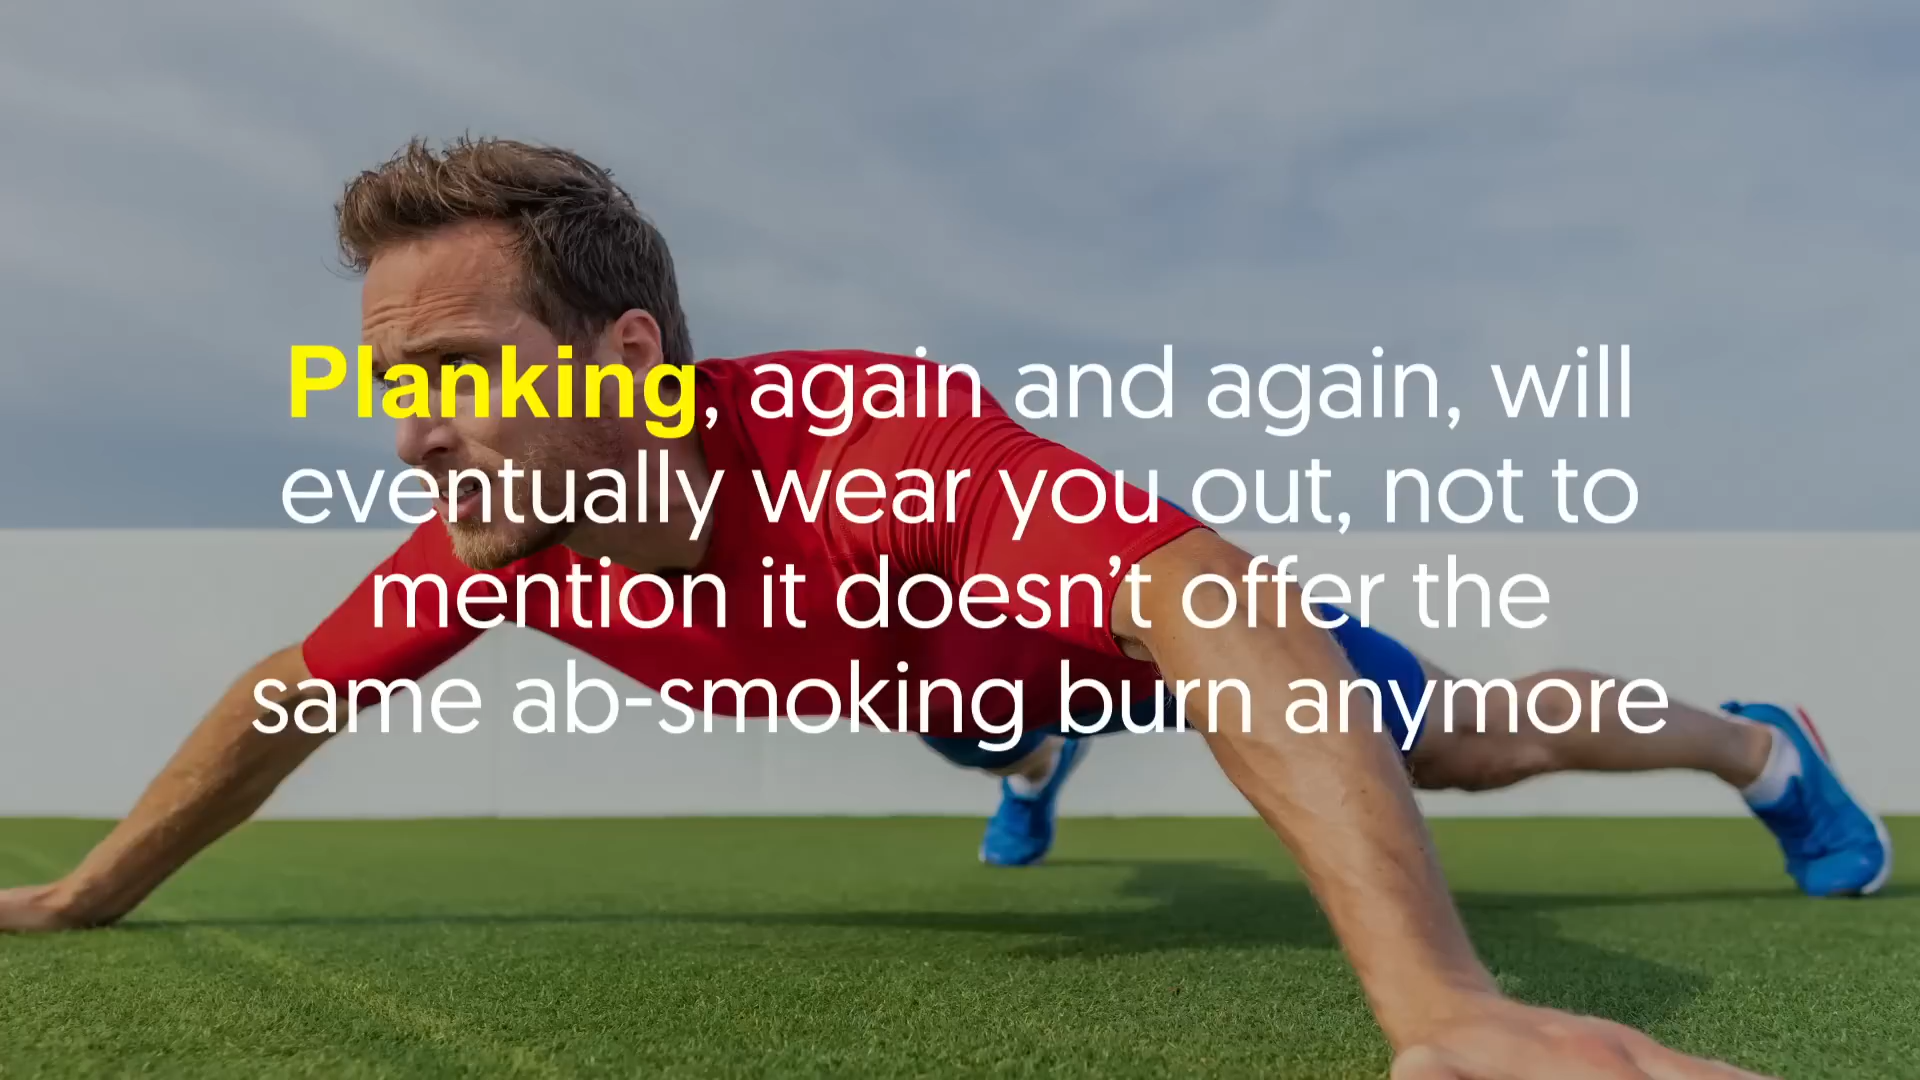 Planking, again and again, will
eventually wear you out, not to
mention it doesn’t offer the
same ab-smoking burn anymore